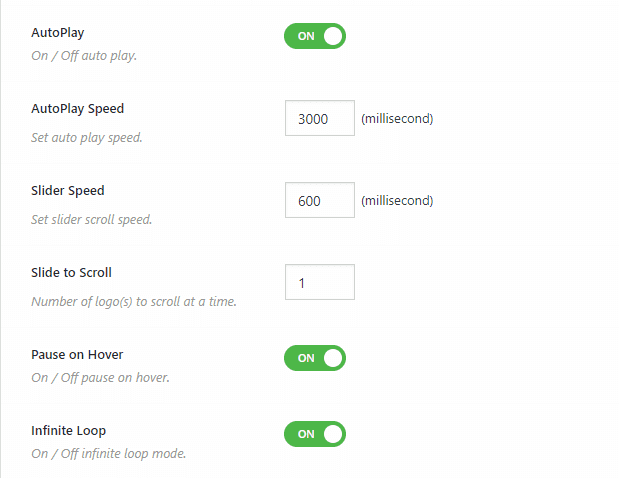 AutoPlay
ON
On / Off auto play.
AutoPlay Speed
3000 (millisecond)
Set auto play speed.
Slider Speed
600 (millisecond)
Set slider scroll speed.
Slide to Scroll
1
Number of logo(s) to scroll at a time.
Pause on Hover
ON
On / Off pause on hover.
Infinite Loop
ON
On / Off infinite loop mode.